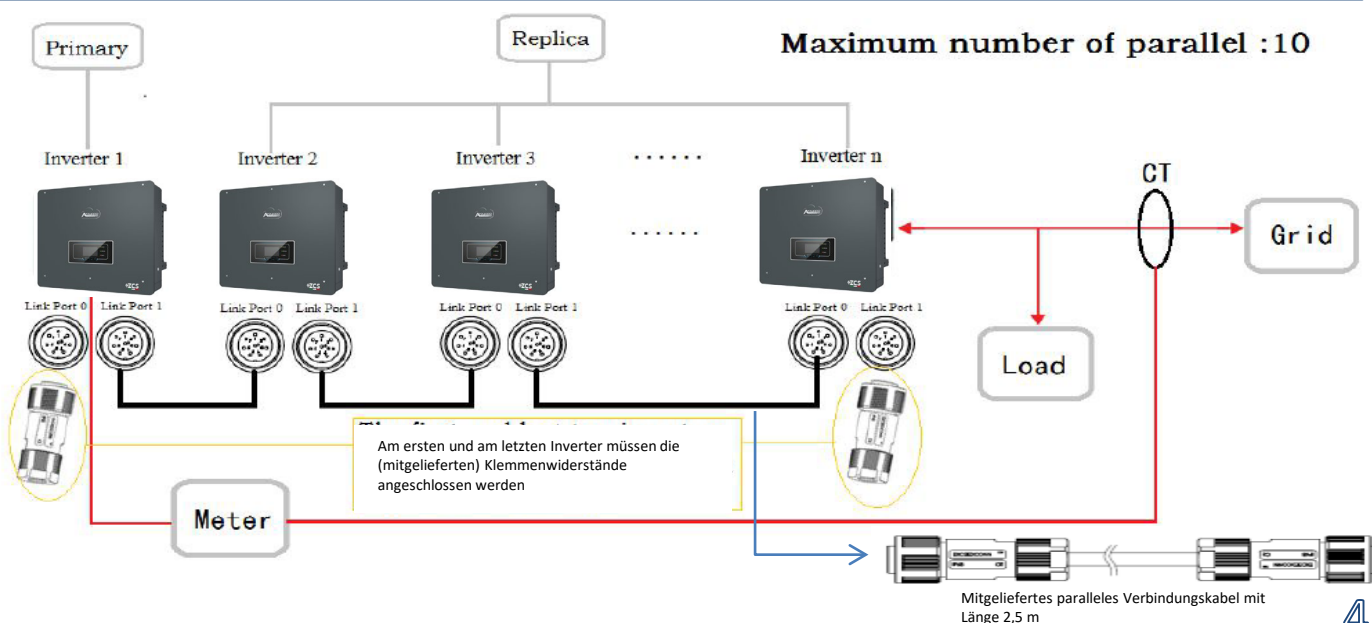 Primary
Replica
Maximum number of parallel :10
Inverter 1
Inverter 2
Inverter 3
......
Inverter n
......
CT
Grid
Load
Link Port 0 Link Port 1
Link Port 0 Link Port 1
Link Port 0 Link Port 1
Link Port 0 Link Port 1
Am ersten und am letzten Inverter müssen die
(mitgelieferten) Klemmenwiderstände
angeschlossen werden
Meter
Mitgeliefertes paralleles Verbindungskabel mit
Länge 2,5 m
4